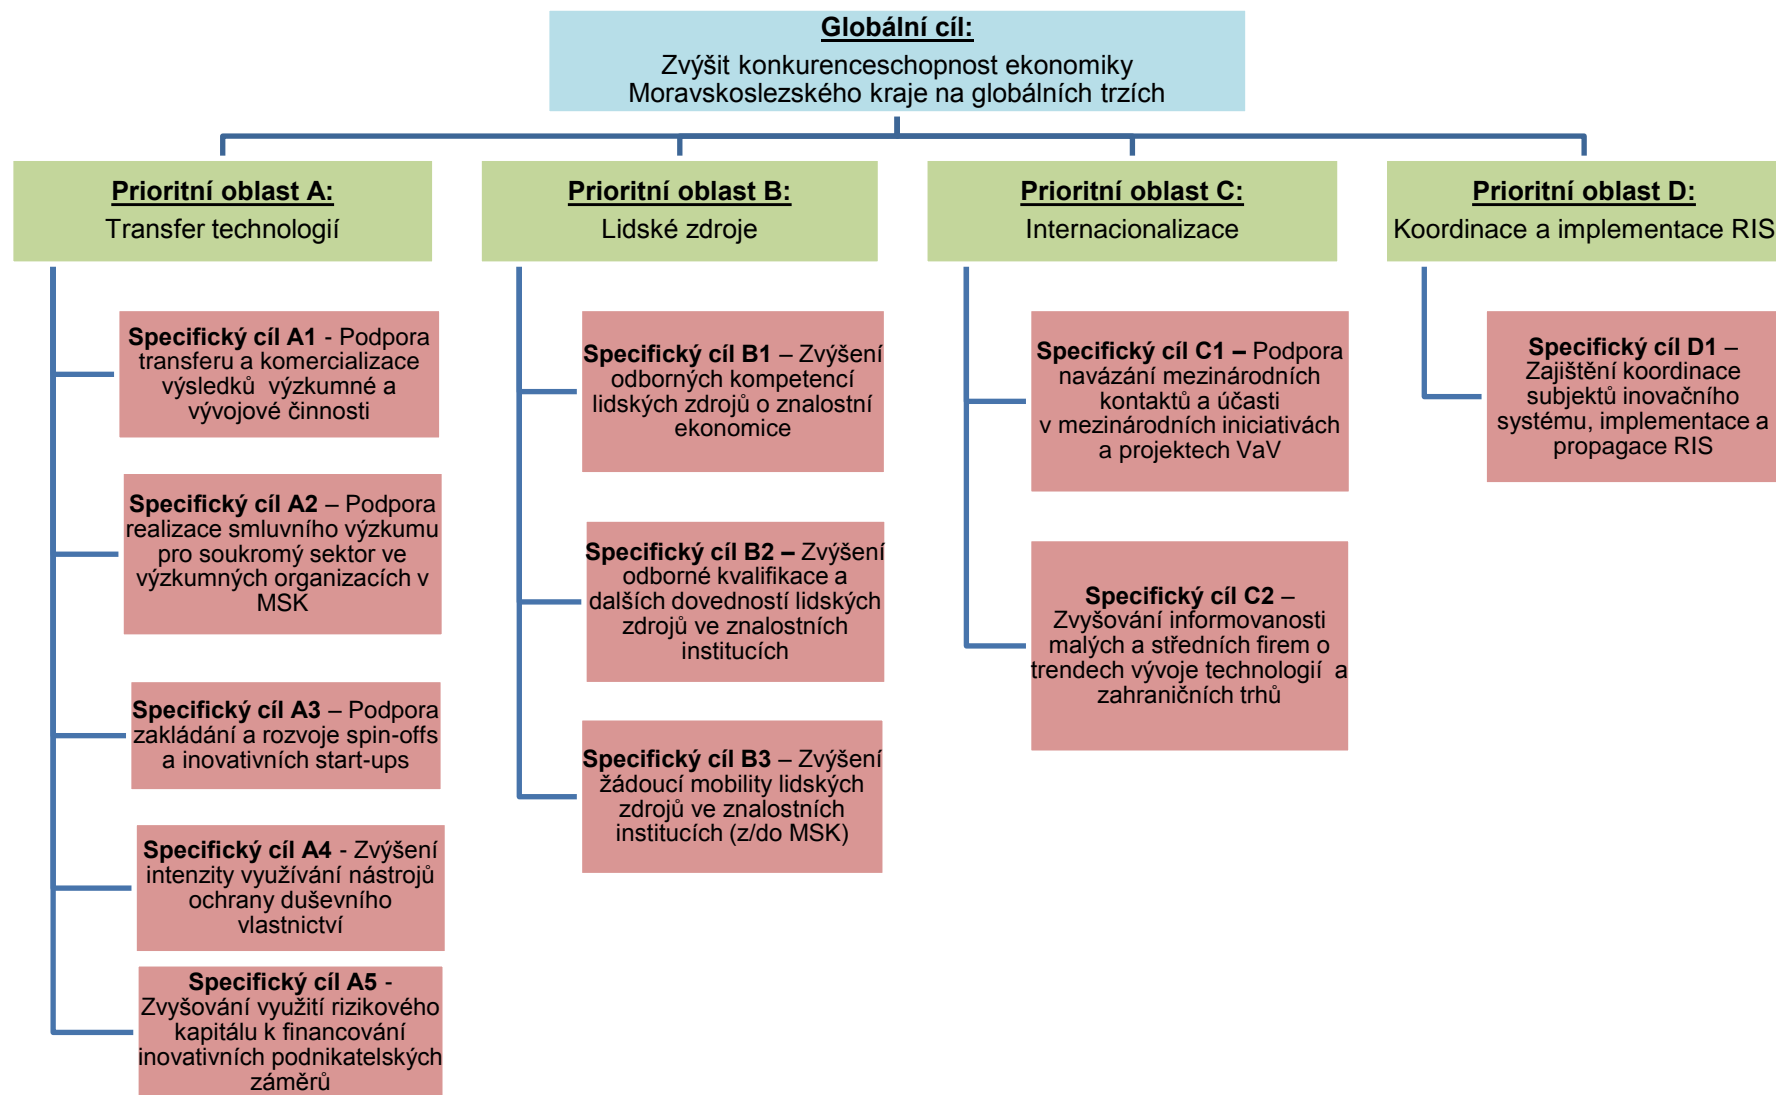 Globální cíl:
Zvýšit konkurenceschopnost ekonomiky
Moravskoslezského kraje na globálních trzích
Prioritní oblast A:
Transfer technologií
Specifický cíl A1 - Podpora
transferu a komercializace
výsledků výzkumné a
vývojové činnosti
Specifický cíl A2 – Podpora
realizace smluvního výzkumu
pro soukromý sektor ve
výzkumných organizacích v
MSK
Specifický cíl A3 – Podpora
zakládání a rozvoje spin-offs
a inovativních start-ups
Specifický cíl A4 - Zvýšení
intenzity využívání nástrojů
ochrany duševního
vlastnictví
Specifický cíl A5 -
Zvyšování využití rizikového
kapitálu k financování
inovativních podnikatelských
záměrů
Prioritní oblast B:
Lidské zdroje
Specifický cíl B1 – Zvýšení
odborných kompetencí
lidských zdrojů o znalostní
ekonomice
Specifický cíl B2 – Zvýšení
odborné kvalifikace a
dalších dovedností lidských
zdrojů ve znalostních
institucích
Specifický cíl B3 – Zvýšení
žádoucí mobility lidských
zdrojů ve znalostních
institucích (z/do MSK)
Prioritní oblast C:
Internacionalizace
Specifický cíl C1 – Podpora
navázání mezinárodních
kontaktů a účasti
v mezinárodních iniciativách
a projektech VaV
Specifický cíl C2 –
Zvyšování informovanosti
malých a středních firem o
trendech vývoje technologií a
zahraničních trhů
Prioritní oblast D:
Koordinace a implementace RIS
Specifický cíl D1 –
Zajištění koordinace
subjektů inovačního
systému, implementace a
propagace RIS